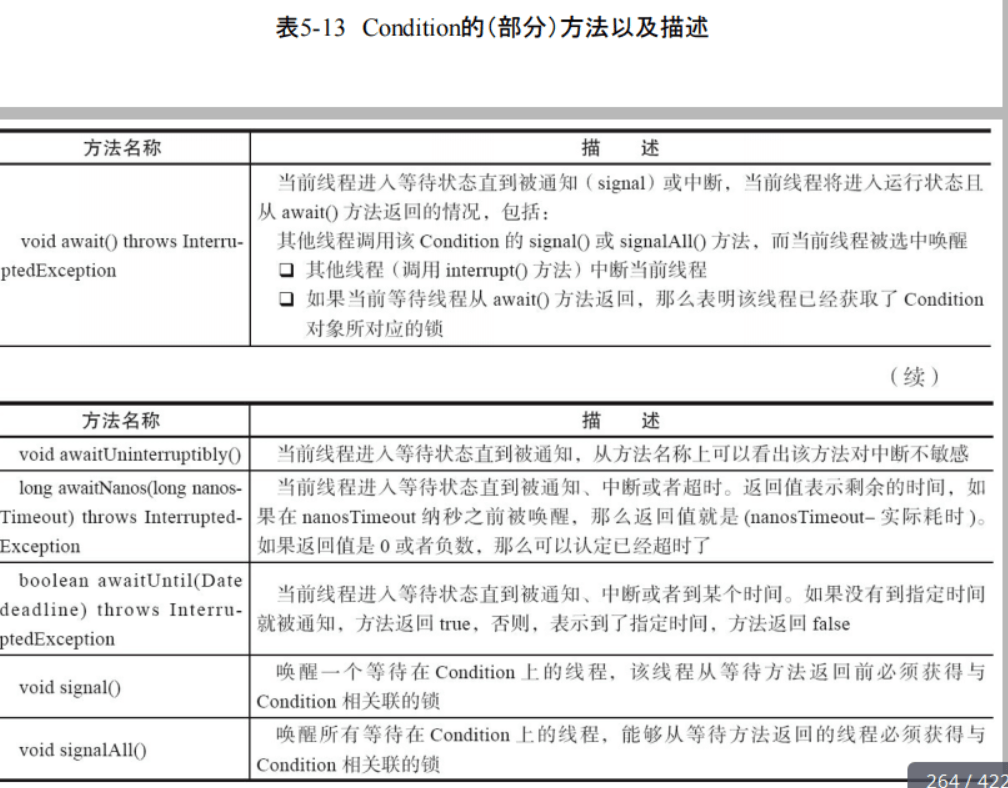 表5-13 Condition的(部分)方法以及描述
方法名称
描 述
void await() throws Interru-
ptedException
当前线程进入等待状态直到被通知（signal）或中断，当前线程将进入运行状态且
从 await() 方法返回的情况，包括：
其他线程调用该 Condition 的 signal() 或 signalAll() 方法，而当前线程被选中唤醒
❑ 其他线程（调用 interrupt() 方法）中断当前线程
❑ 如果当前等待线程从 await() 方法返回，那么表明该线程已经获取了 Condition
对象所对应的锁
（续）
方法名称
描 述
void awaitUninterruptibly()
当前线程进入等待状态直到被通知，从方法名称上可以看出该方法对中断不敏感
long awaitNanos(long nanos-
Timeout) throws Interrupted-
Exception
当前线程进入等待状态直到被通知、中断或者超时。返回值表示剩余的时间，如
果在 nanosTimeout 纳秒之前被唤醒，那么返回值就是 (nanosTimeout– 实际耗时 )。
如果返回值是 0 或者负数，那么可以认定已经超时了
boolean awaitUntil(Date
deadline) throws Interru-
ptedException
当前线程进入等待状态直到被通知、中断或者到某个时间。如果没有到指定时间
就被通知，方法返回 true，否则，表示到了指定时间，方法返回 false
void signal()
唤醒一个等待在 Condition 上的线程，该线程从等待方法返回前必须获得与
Condition 相关联的锁
void signalAll()
唤醒所有等待在 Condition 上的线程，能够从等待方法返回的线程必须获得与
Condition 相关联的锁
264 / 422